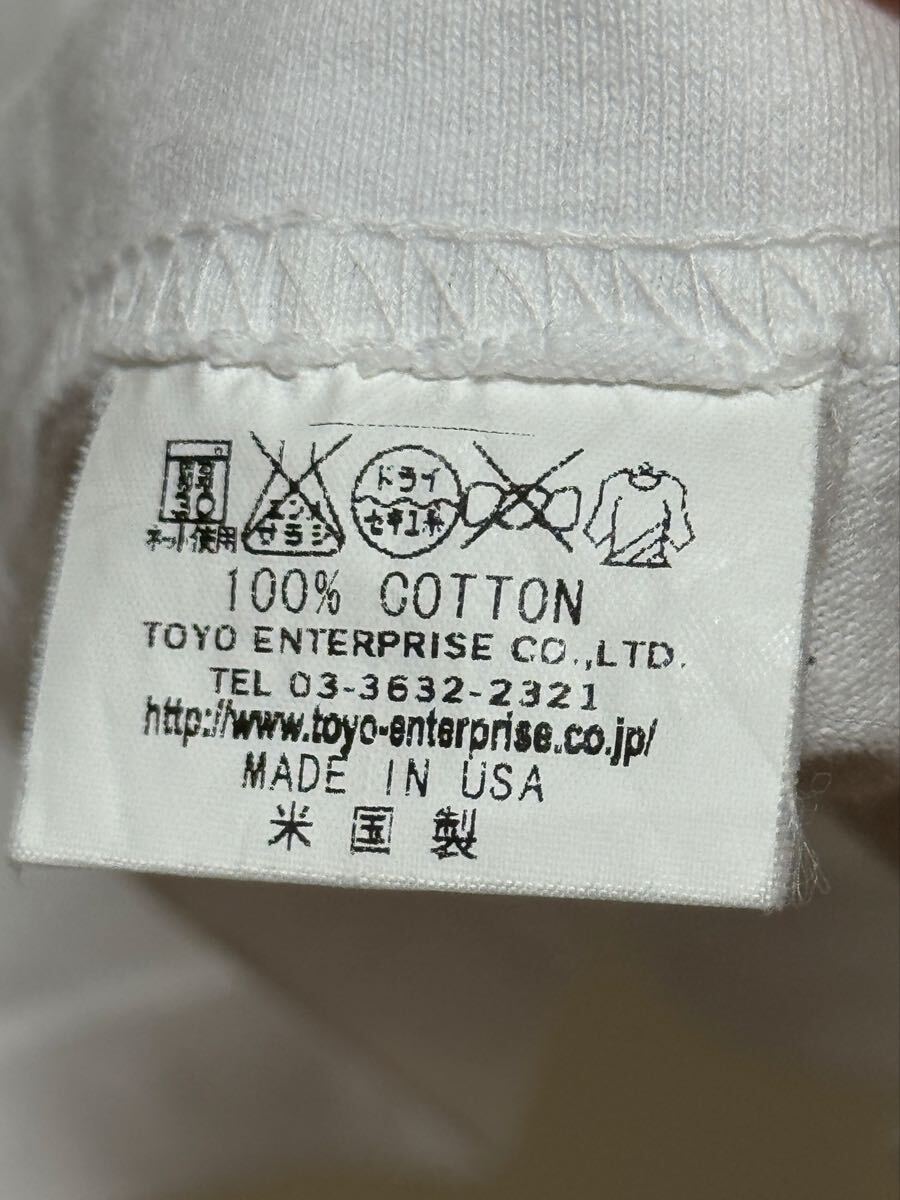 ドライ
エンソ
サラシ
セキユ系
ネット使用
100% COTTON
TOYO ENTERPRISE CO.,LTD.
TEL 03-3632-2321
http://www.toyo-enterprise.co.jp/
MADE IN USA
米国製